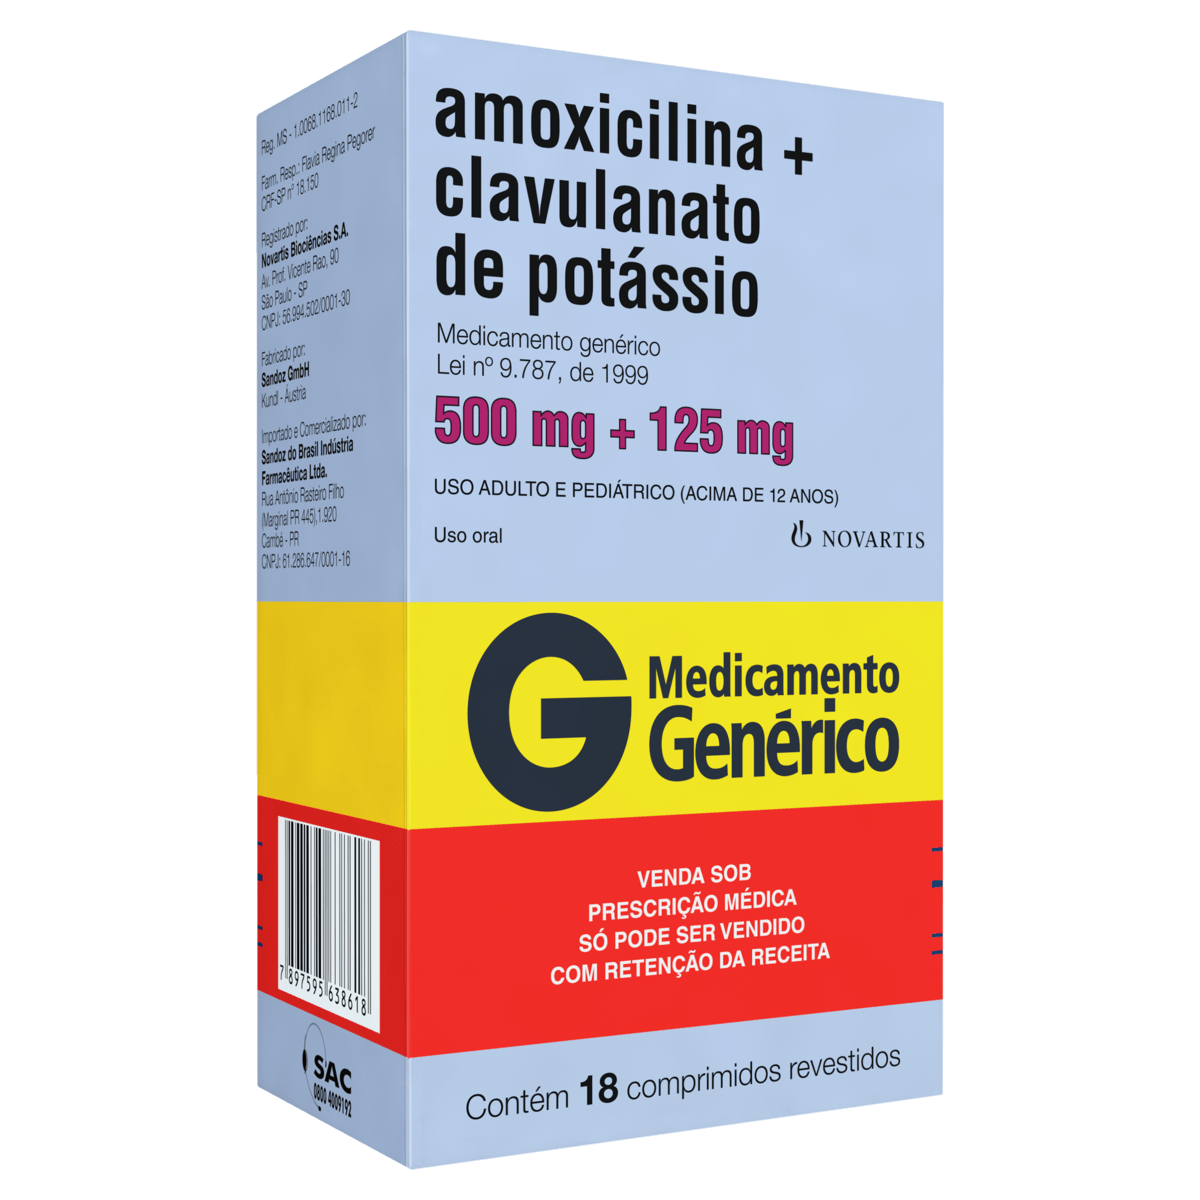 amoxicilina +
clavulanato
de potássio
Medicamento genérico
Lei nº 9.787, de 1999
500 mg + 125 mg
USO ADULTO E PEDIÁTRICO (ACIMA DE 12 ANOS)
Uso oral
NOVARTIS
G
Medicamento
Genérico
VENDA SOB
PRESCRIÇÃO MÉDICA
SÓ PODE SER VENDIDO
COM RETENÇÃO DA RECEITA
Contém 18 comprimidos revestidos
Reg. MS - 1.0068.1168.011-2
Farm. Resp.: Flavia Regina Pegorer
CRF-SP nº 18.150
Registrado por:
Novartis Biociências S.A.
Av. Prof. Vicente Rao, 90
São Paulo - SP
CNPJ: 56.994.502/0001-30
Fabricado por:
Sandoz GmbH
Kundl - Áustria
Importado e Comercializado por:
Sandoz do Brasil Indústria
Farmacêutica Ltda.
Rua Antônio Rasteiro Filho
(Marginal PR 445), 1.920
Cambé - PR
CNPJ: 61.286.647/0001-16
7 897595 638618
SAC
0800 4009192